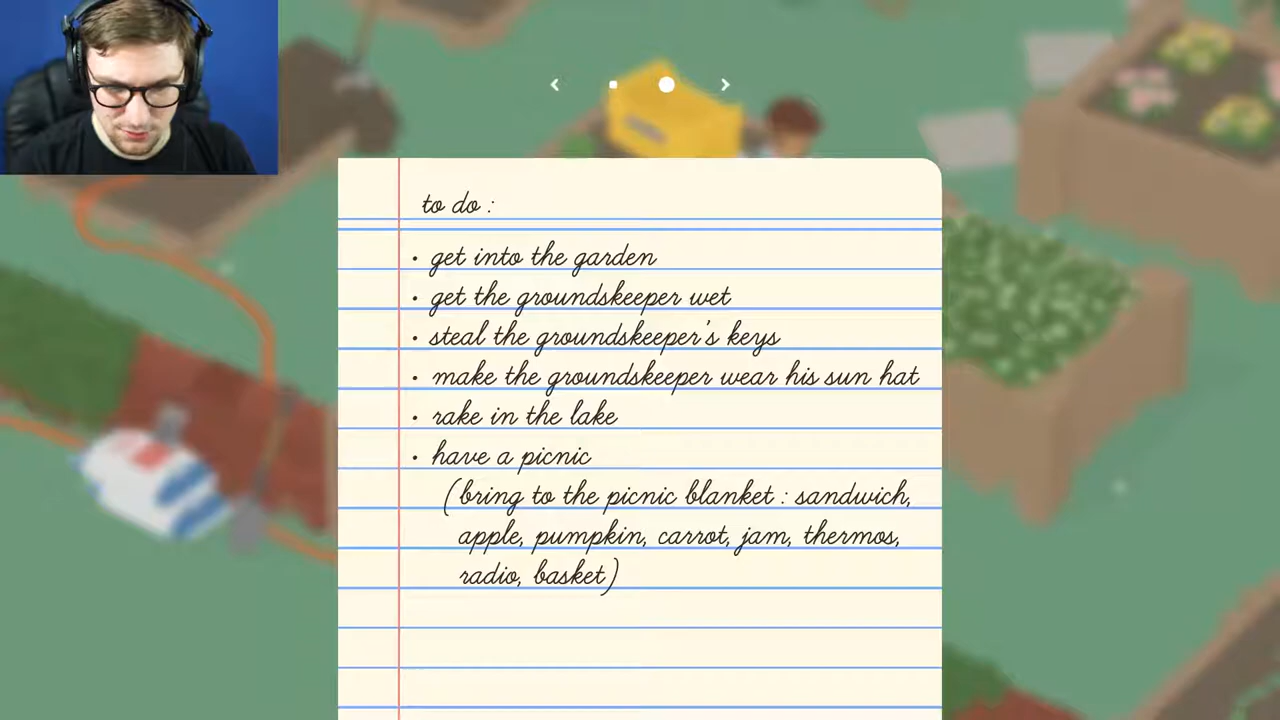 to do :
• get into the garden
• get the groundskeeper wet
• steal the groundskeeper's keys
• make the groundskeeper wear his sun hat
• rake in the lake
• have a picnic
(bring to the picnic blanket : sandwich,
apple, pumpkin, carrot, jam, thermos,
radio, basket)